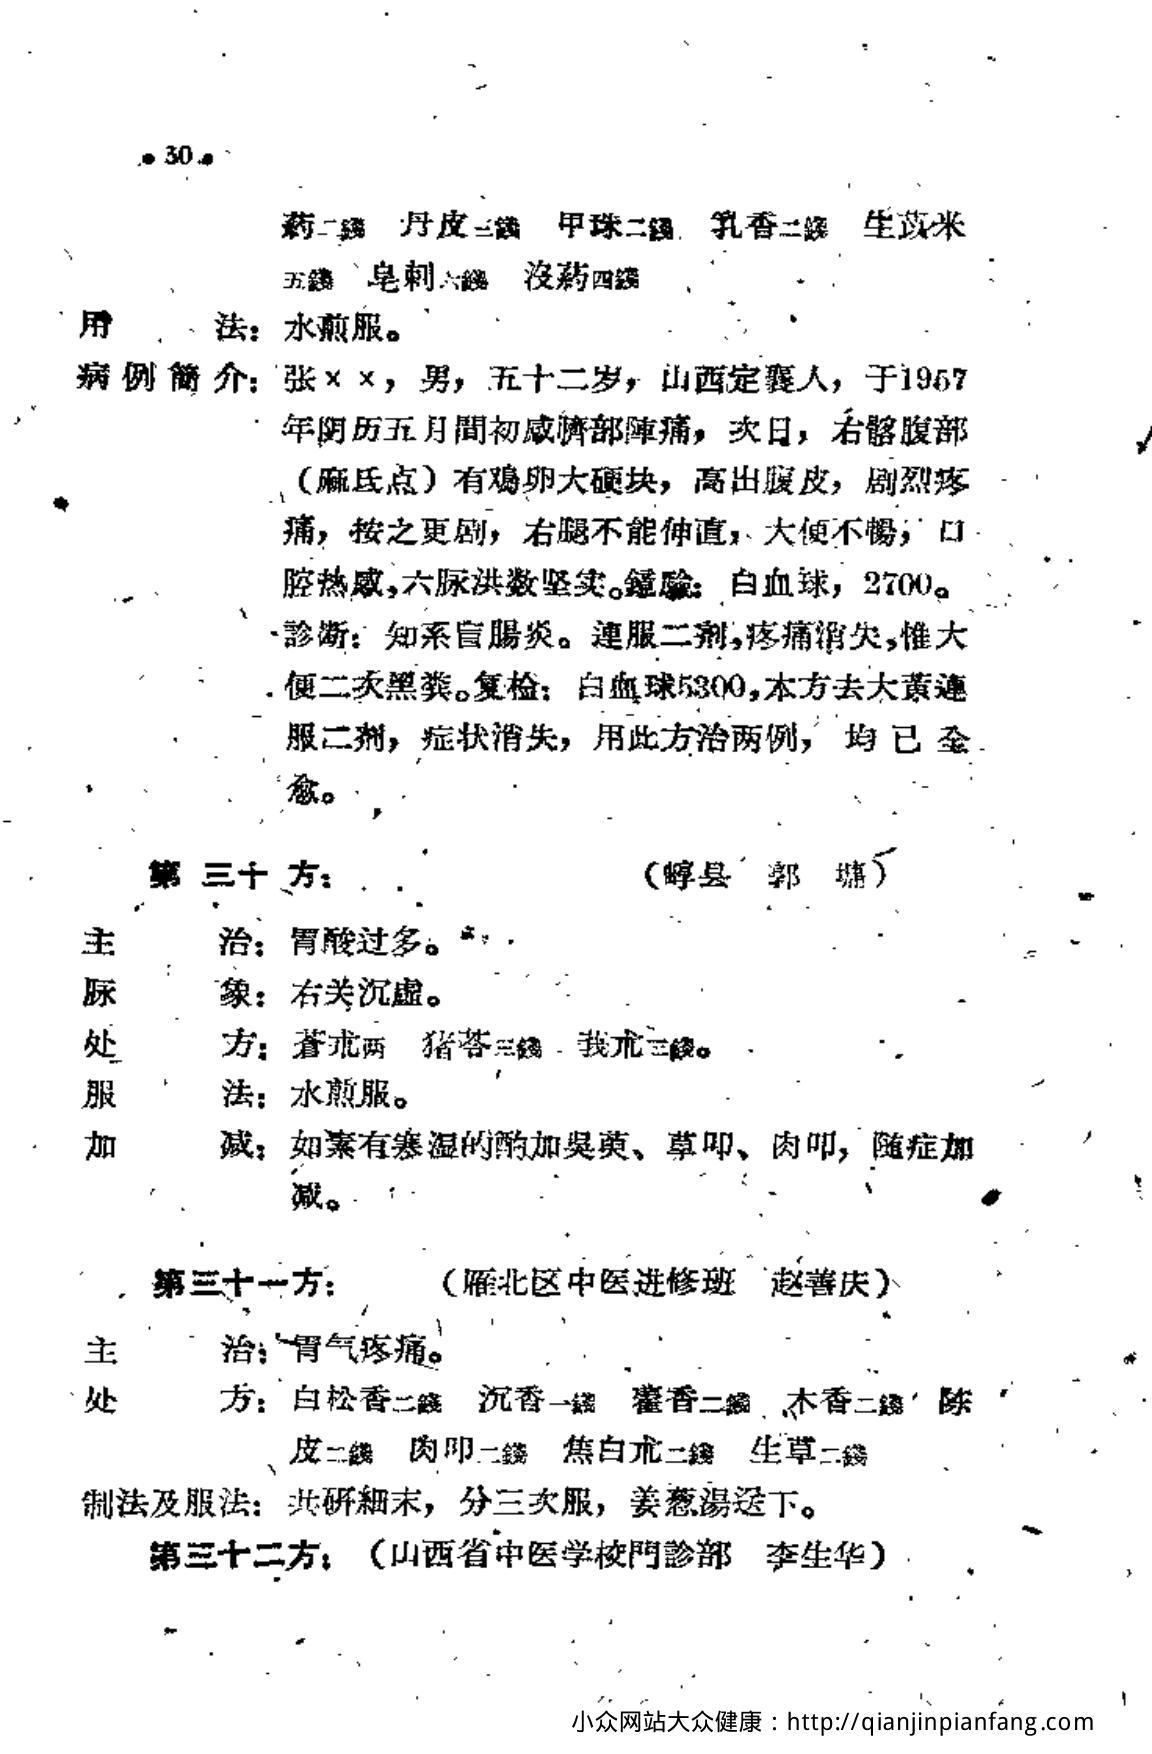 • 30 •
药二錢 丹皮三錢 甲珠二錢 乳香二錢 生苡米
五錢 皂刺六錢 沒药四錢
用 法：水煎服。
病例簡介：张××，男，五十二岁，山西定襄人，于1957
年阴历五月間初感臍部陣痛，次日，右髂腹部
（麻氏点）有鸡卵大硬块，高出腹皮，剧烈疼
痛，按之更剧，右腿不能伸直，大便不暢，口
腔热感，六脉洪数坚实。鏡驗：白血球，2700。
診断：知系盲腸炎。連服二剂，疼痛消失，惟大
便二次黑粪。复检：白血球5300，本方去大黄連
服二剂，症状消失，用此方治两例，均已全
愈。
第三十方： （崞县 郭 墉）
主 治：胃酸过多。
脉 象：右关沉虚。
处 方：蒼朮两 猪苓三錢 莪朮三錢。
服 法：水煎服。
加 减：如素有寒湿的酌加吳萸、草叩、肉叩，随症加
减。
第三十一方： （雁北区中医进修班 赵善庆）
主 治：胃气疼痛。
处 方：白松香二錢 沉香一錢 藿香二錢 木香二錢 陈
皮二錢 肉叩二錢 焦白朮二錢 生草二錢
制法及服法：共研細末，分三次服，姜葱湯送下。
第三十二方：（山西省中医学校門診部 李生华）
小众网站大众健康：http://qianjinpianfang.com